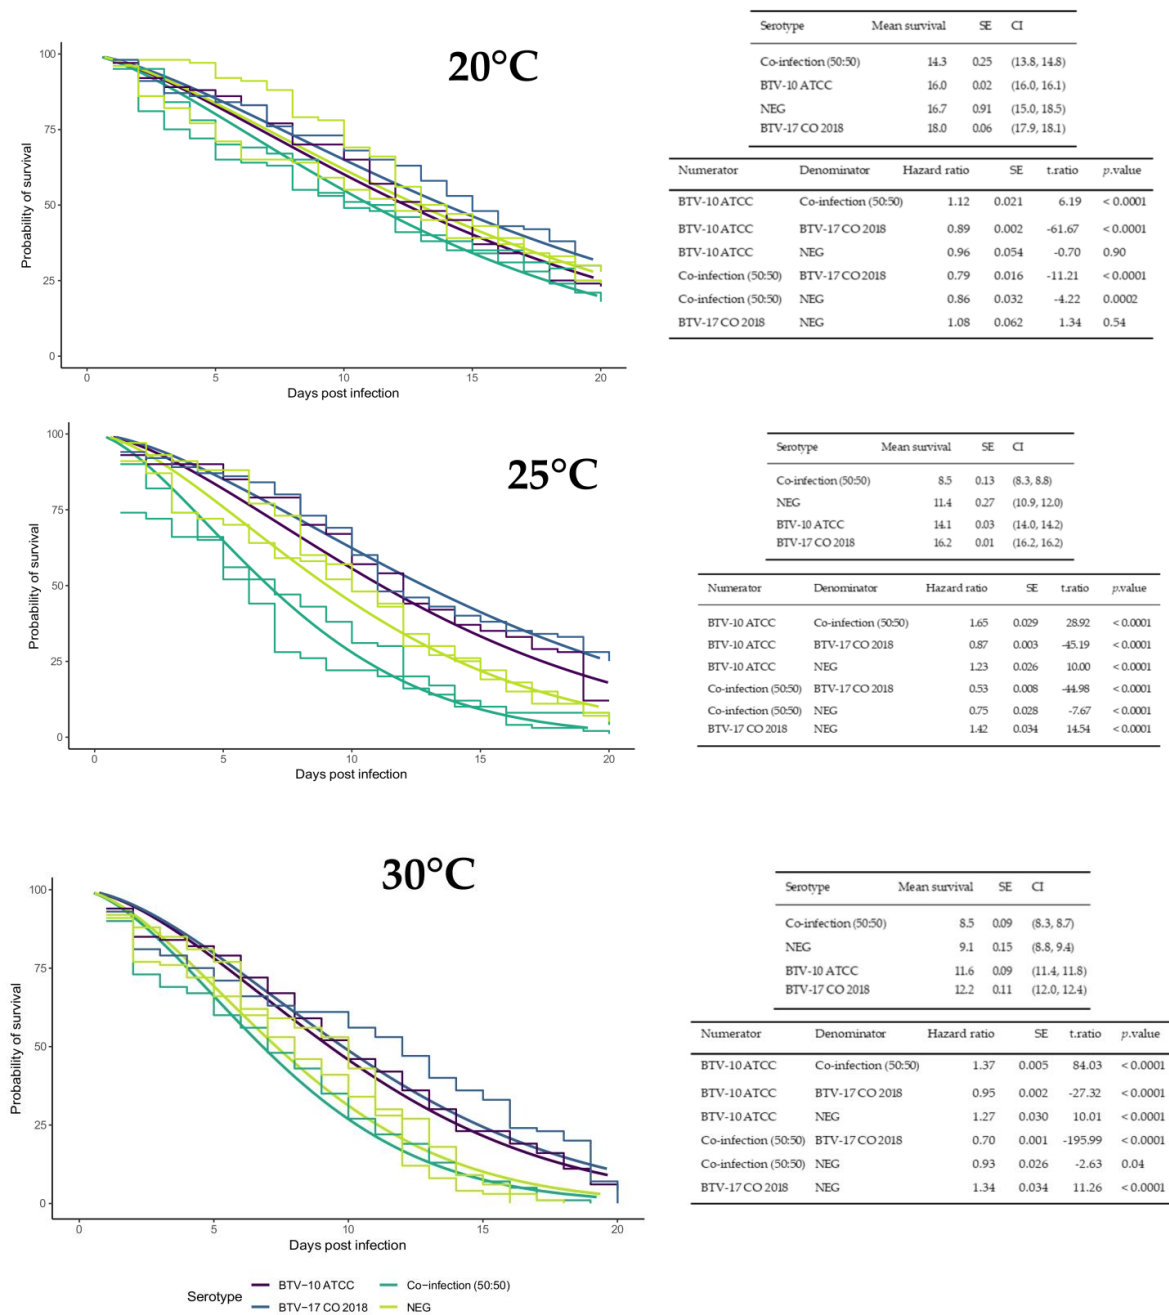 20°C
Probability of survival
100
75
50
25
0
0 5 10 15 20
Days post infection
Serotype Mean survival SE CI
Co-infection (50:50) 14.3 0.25 (13.8, 14.8)
BTV-10 ATCC 16.0 0.02 (16.0, 16.1)
NEG 16.7 0.91 (15.0, 18.5)
BTV-17 CO 2018 18.0 0.06 (17.9, 18.1)
Numerator Denominator Hazard ratio SE t.ratio p.value
BTV-10 ATCC Co-infection (50:50) 1.12 0.021 6.19 < 0.0001
BTV-10 ATCC BTV-17 CO 2018 0.89 0.002 -61.67 < 0.0001
BTV-10 ATCC NEG 0.96 0.054 -0.70 0.90
Co-infection (50:50) BTV-17 CO 2018 0.79 0.016 -11.21 < 0.0001
Co-infection (50:50) NEG 0.86 0.032 -4.22 0.0002
BTV-17 CO 2018 NEG 1.08 0.062 1.34 0.54
25°C
Probability of survival
100
75
50
25
0
0 5 10 15 20
Days post infection
Serotype Mean survival SE CI
Co-infection (50:50) 8.5 0.13 (8.3, 8.8)
NEG 11.4 0.27 (10.9, 12.0)
BTV-10 ATCC 14.1 0.03 (14.0, 14.2)
BTV-17 CO 2018 16.2 0.01 (16.2, 16.2)
Numerator Denominator Hazard ratio SE t.ratio p.value
BTV-10 ATCC Co-infection (50:50) 1.65 0.029 28.92 < 0.0001
BTV-10 ATCC BTV-17 CO 2018 0.87 0.003 -45.19 < 0.0001
BTV-10 ATCC NEG 1.23 0.026 10.00 < 0.0001
Co-infection (50:50) BTV-17 CO 2018 0.53 0.008 -44.98 < 0.0001
Co-infection (50:50) NEG 0.75 0.028 -7.67 < 0.0001
BTV-17 CO 2018 NEG 1.42 0.034 14.54 < 0.0001
30°C
Probability of survival
100
75
50
25
0
0 5 10 15 20
Days post infection
Serotype Mean survival SE CI
Co-infection (50:50) 8.5 0.09 (8.3, 8.7)
NEG 9.1 0.15 (8.8, 9.4)
BTV-10 ATCC 11.6 0.09 (11.4, 11.8)
BTV-17 CO 2018 12.2 0.11 (12.0, 12.4)
Numerator Denominator Hazard ratio SE t.ratio p.value
BTV-10 ATCC Co-infection (50:50) 1.37 0.005 84.03 < 0.0001
BTV-10 ATCC BTV-17 CO 2018 0.95 0.002 -27.32 < 0.0001
BTV-10 ATCC NEG 1.27 0.030 10.01 < 0.0001
Co-infection (50:50) BTV-17 CO 2018 0.70 0.001 -195.99 < 0.0001
Co-infection (50:50) NEG 0.93 0.026 -2.63 0.04
BTV-17 CO 2018 NEG 1.34 0.034 11.26 < 0.0001
Serotype
BTV-10 ATCC Co-infection (50:50)
BTV-17 CO 2018 NEG